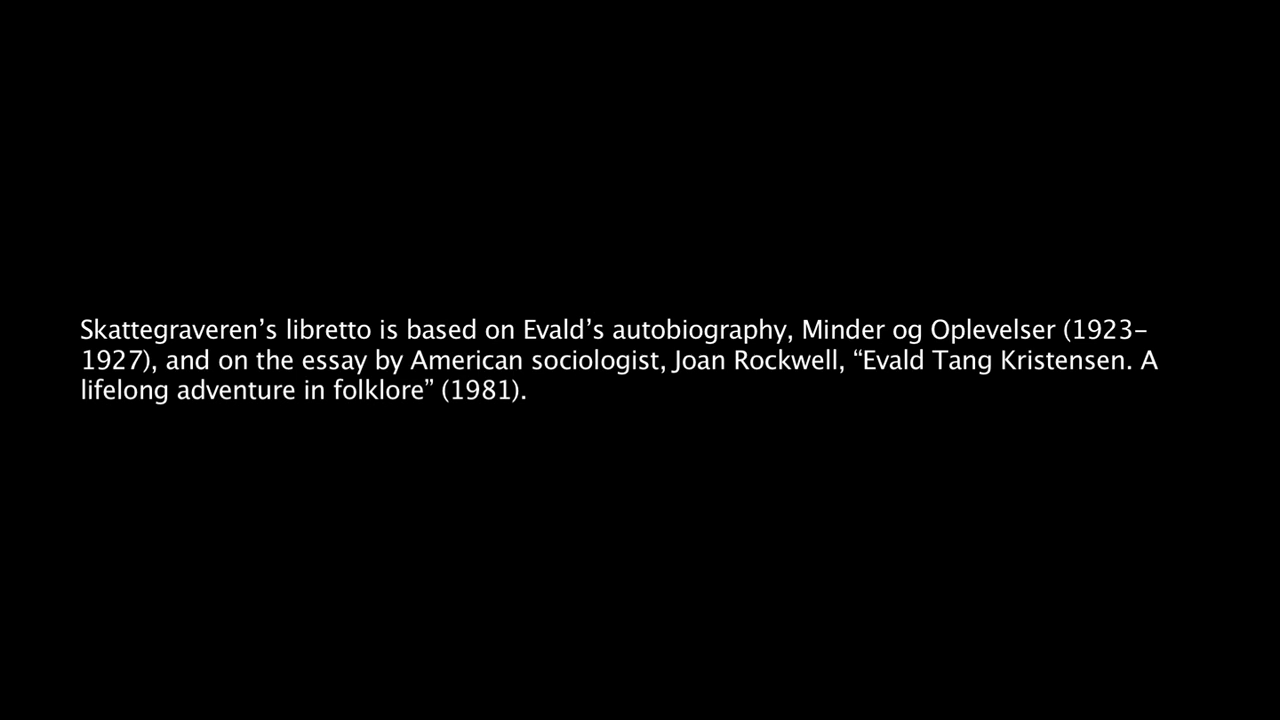 Skattegraveren’s libretto is based on Evald’s autobiography, Minder og Oplevelser (1923–
1927), and on the essay by American sociologist, Joan Rockwell, “Evald Tang Kristensen. A
lifelong adventure in folklore” (1981).